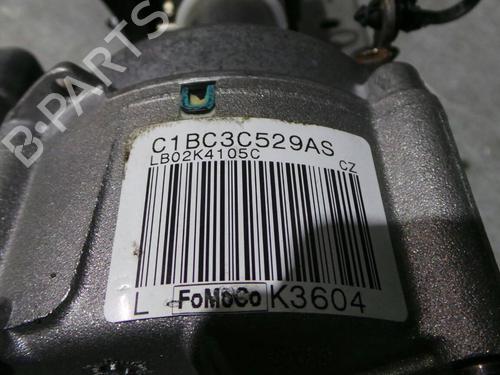 B-PARTS
C1BC3C529AS
LB02K4105C
CZ
L FoMoCo K3604